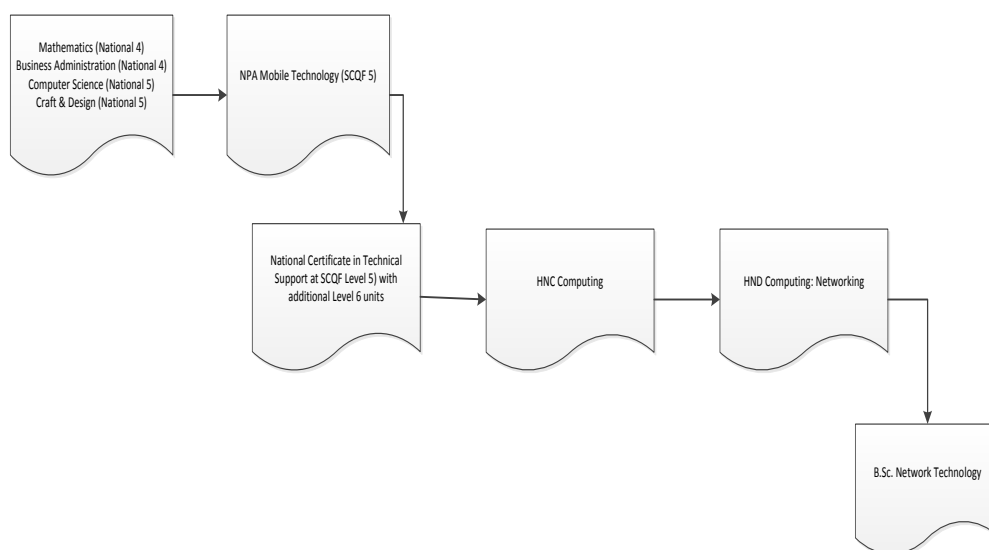 Mathematics (National 4)
Business Administration (National 4)
Computer Science (National 5)
Craft & Design (National 5)
NPA Mobile Technology (SCQF 5)
National Certificate in Technical
Support at SCQF Level 5) with
additional Level 6 units
HNC Computing
HND Computing: Networking
B.Sc. Network Technology